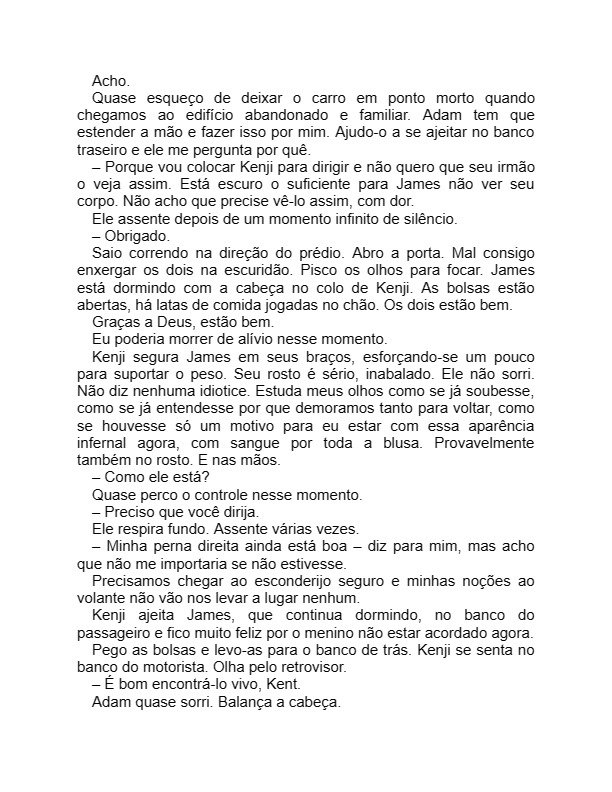 Acho.
Quase esqueço de deixar o carro em ponto morto quando
chegamos ao edifício abandonado e familiar. Adam tem que
estender a mão e fazer isso por mim. Ajudo-o a se ajeitar no banco
traseiro e ele me pergunta por quê.
– Porque vou colocar Kenji para dirigir e não quero que seu irmão
o veja assim. Está escuro o suficiente para James não ver seu
corpo. Não acho que precise vê-lo assim, com dor.
Ele assente depois de um momento infinito de silêncio.
– Obrigado.
Saio correndo na direção do prédio. Abro a porta. Mal consigo
enxergar os dois na escuridão. Pisco os olhos para focar. James
está dormindo com a cabeça no colo de Kenji. As bolsas estão
abertas, há latas de comida jogadas no chão. Os dois estão bem.
Graças a Deus, estão bem.
Eu poderia morrer de alívio nesse momento.
Kenji segura James em seus braços, esforçando-se um pouco
para suportar o peso. Seu rosto é sério, inabalado. Ele não sorri.
Não diz nenhuma idiotice. Estuda meus olhos como se já soubesse,
como se já entendesse por que demoramos tanto para voltar, como
se houvesse só um motivo para eu estar com essa aparência
infernal agora, com sangue por toda a blusa. Provavelmente
também no rosto. E nas mãos.
– Como ele está?
Quase perco o controle nesse momento.
– Preciso que você dirija.
Ele respira fundo. Assente várias vezes.
– Minha perna direita ainda está boa – diz para mim, mas acho
que não me importaria se não estivesse.
Precisamos chegar ao esconderijo seguro e minhas noções ao
volante não vão nos levar a lugar nenhum.
Kenji ajeita James, que continua dormindo, no banco do
passageiro e fico muito feliz por o menino não estar acordado agora.
Pego as bolsas e levo-as para o banco de trás. Kenji se senta no
banco do motorista. Olha pelo retrovisor.
– É bom encontrá-lo vivo, Kent.
Adam quase sorri. Balança a cabeça.